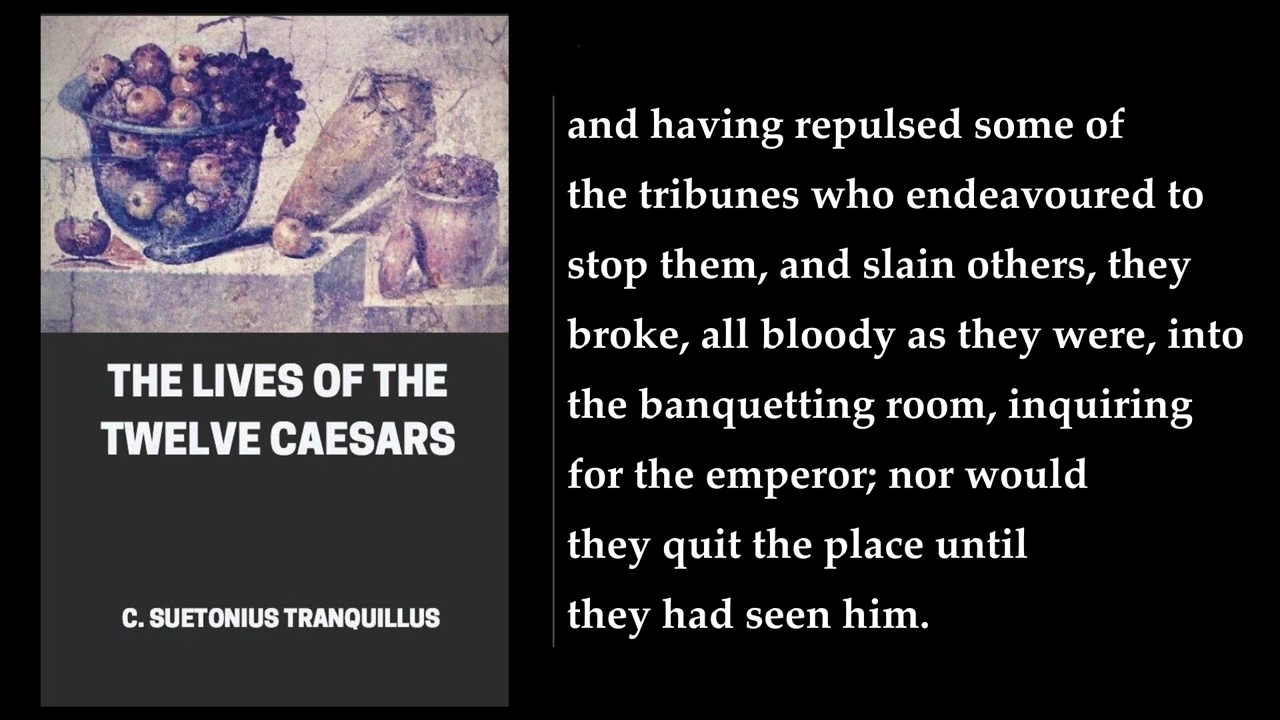 THE LIVES OF THE
TWELVE CAESARS
C. SUETONIUS TRANQUILLUS
and having repulsed some of
the tribunes who endeavoured to
stop them, and slain others, they
broke, all bloody as they were, into
the banquetting room, inquiring
for the emperor; nor would
they quit the place until
they had seen him.